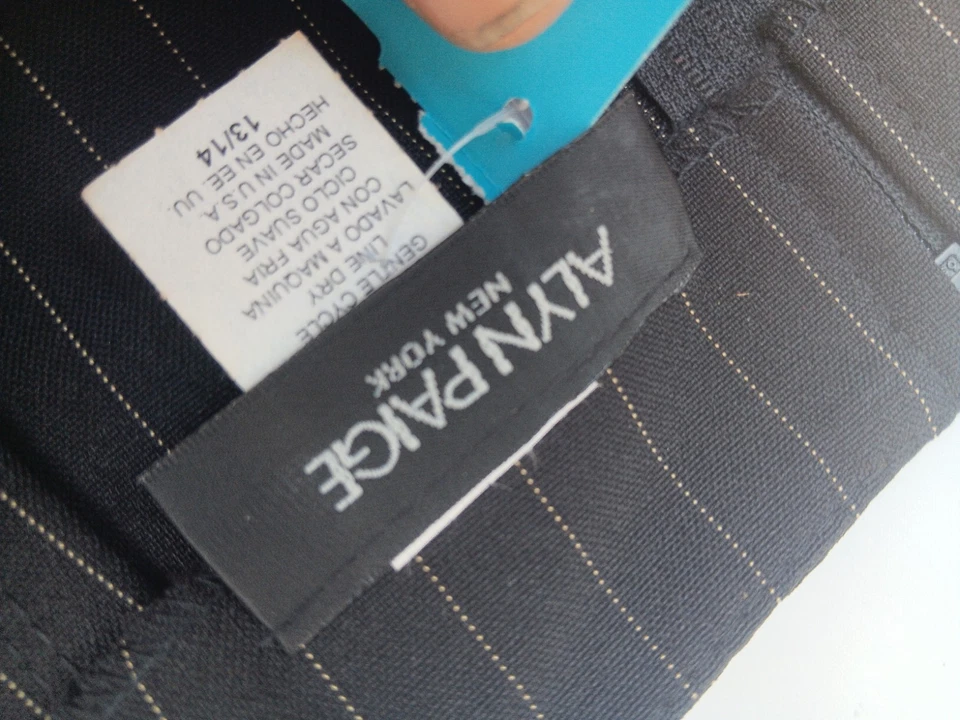 ALYN PAIGE
NEW YORK
GENTLE CYCLE
LINE DRY
LAVADO A MAQUINA
CON AGUA FRIA
CICLO SUAVE
SECAR COLGADO
MADE IN U.S.A.
HECHO EN EE. UU.
13/14